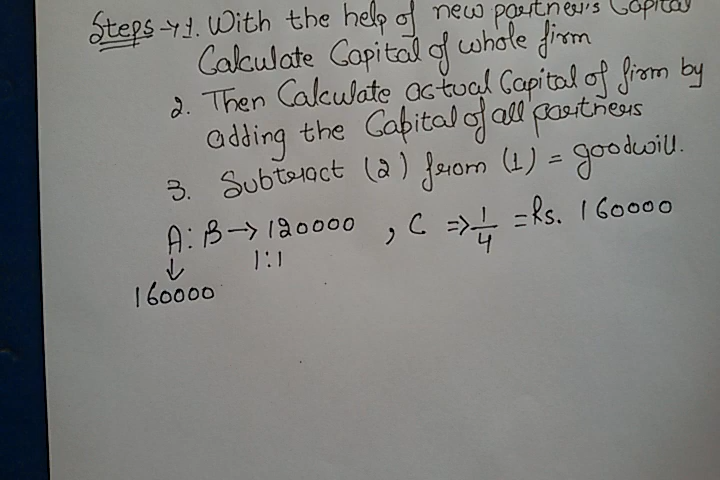 Steps → 1. With the help of new partner's Capital
Calculate Capital of whole firm
2. Then Calculate actual Capital of firm by
adding the Capital of all partners
3. Subtract (2) from (1) = goodwill.
A : B → 120000 , C ⇒ 1/4 = Rs. 160000
↓ 1:1
160000